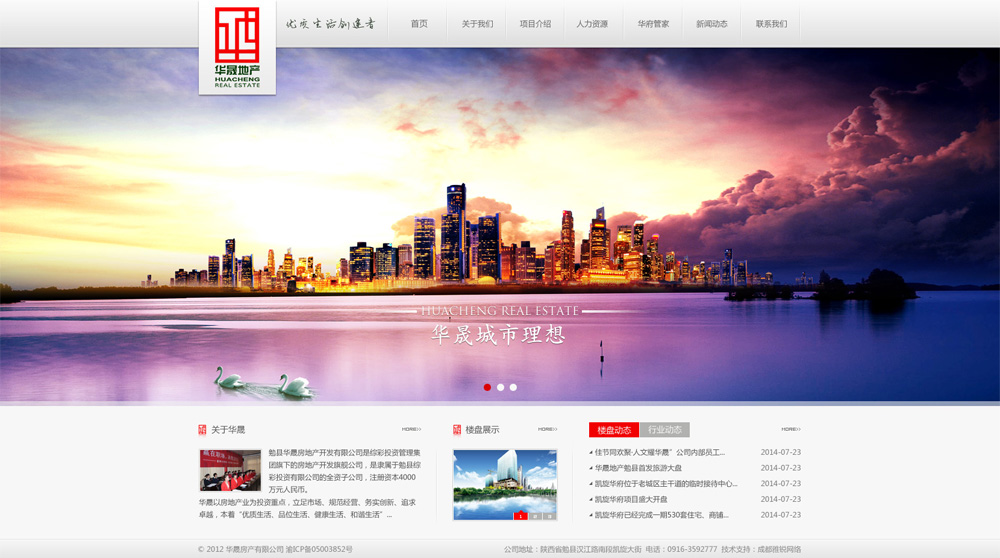 华晟地产
HUACHENG
REAL ESTATE
优质生活创造者
首页 关于我们 项目介绍 人力资源 华府管家 新闻动态 联系我们
HUACHENG REAL ESTATE
华晟城市理想
关于华晟 MORE>>
勉县华晟房地产开发有限公司是综彩投资管理集
团旗下的房地产开发旗舰公司，是隶属于勉县综
彩投资有限公司的全资子公司，注册资本4000
万元人民币。
华晟以房地产业为投资重点，立足市场、规范经营、务实创新、追求
卓越，本着“优质生活、品位生活、健康生活、和谐生活”...
楼盘展示 MORE>>
1 2 3
楼盘动态 行业动态 MORE>>
佳节同欢聚·人文耀华晟”公司内部员工... 2014-07-23
华晟地产勉县首发旅游大盘 2014-07-23
凯旋华府位于老城区主干道的临时接待中心... 2014-07-23
凯旋华府项目盛大开盘 2014-07-23
凯旋华府已经完成一期530套住宅、商铺... 2014-07-23
© 2012 华晟房产有限公司 渝ICP备05003852号
公司地址：陕西省勉县汉江路南段凯旋大街 电话：0916-3592777 技术支持：成都雅锐网络